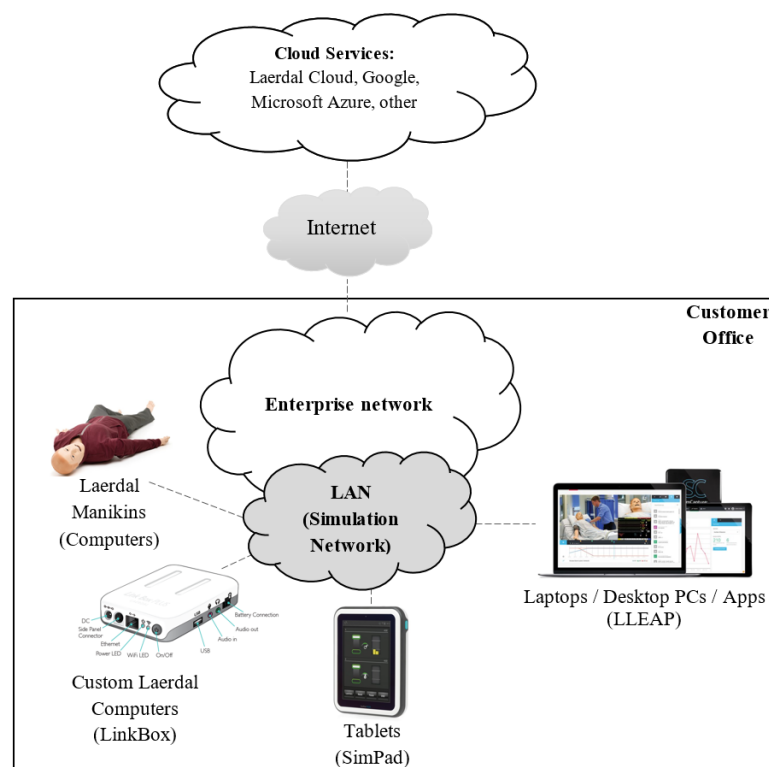 Cloud Services:
Laerdal Cloud, Google,
Microsoft Azure, other
Internet
Customer
Office
Enterprise network
LAN
(Simulation
Network)
Laerdal
Manikins
(Computers)
SC
Laptops / Desktop PCs / Apps
(LLEAP)
DC
Side Panel
Connector
Ethernet
Power LED
WiFi LED
On/Off
USB
Audio in
Audio out
Battery Connection
Custom Laerdal
Computers
(LinkBox)
Tablets
(SimPad)